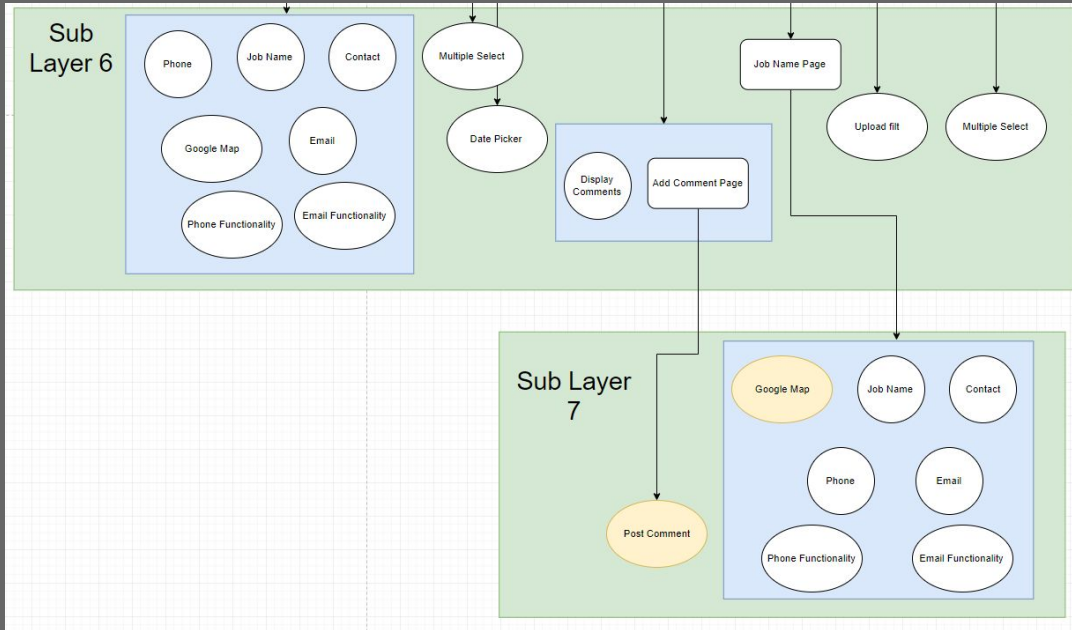 Sub
Layer 6
Phone
Job Name
Contact
Google Map
Email
Phone Functionality
Email Functionality
Multiple Select
Date Picker
Display
Comments
Add Comment Page
Job Name Page
Upload filt
Multiple Select
Sub Layer
7
Post Comment
Google Map
Job Name
Contact
Phone
Email
Phone Functionality
Email Functionality